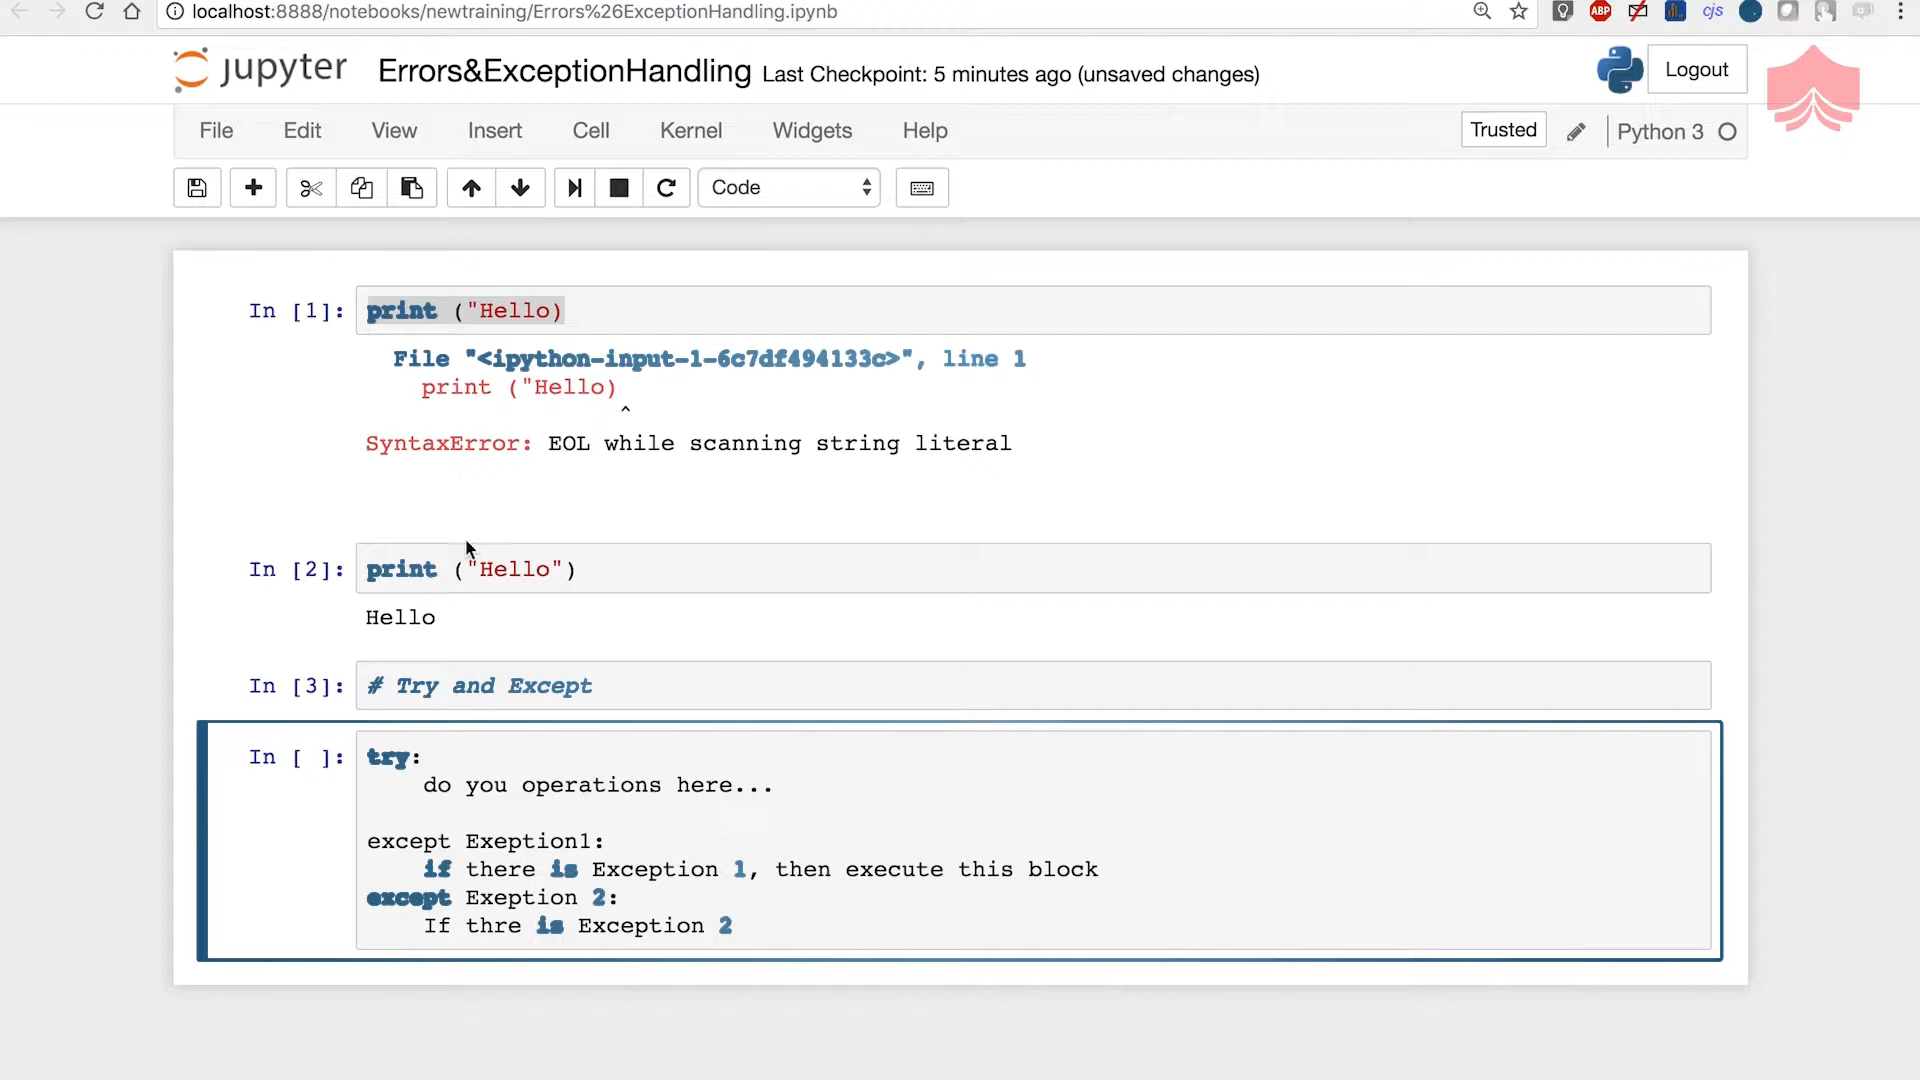 localhost:8888/notebooks/newtraining/Errors%26ExceptionHandling.ipynb
ABP
cjs
jupyter Errors&ExceptionHandling Last Checkpoint: 5 minutes ago (unsaved changes)
Logout
File Edit View Insert Cell Kernel Widgets Help
Trusted
Python 3
Code
In [1]: print ("Hello)
File "<ipython-input-1-6c7df494133c>", line 1
print ("Hello)
^
SyntaxError: EOL while scanning string literal
In [2]: print ("Hello")
Hello
In [3]: # Try and Except
In [ ]: try:
do you operations here...
except Exeption1:
if there is Exception 1, then execute this block
except Exeption 2:
If thre is Exception 2